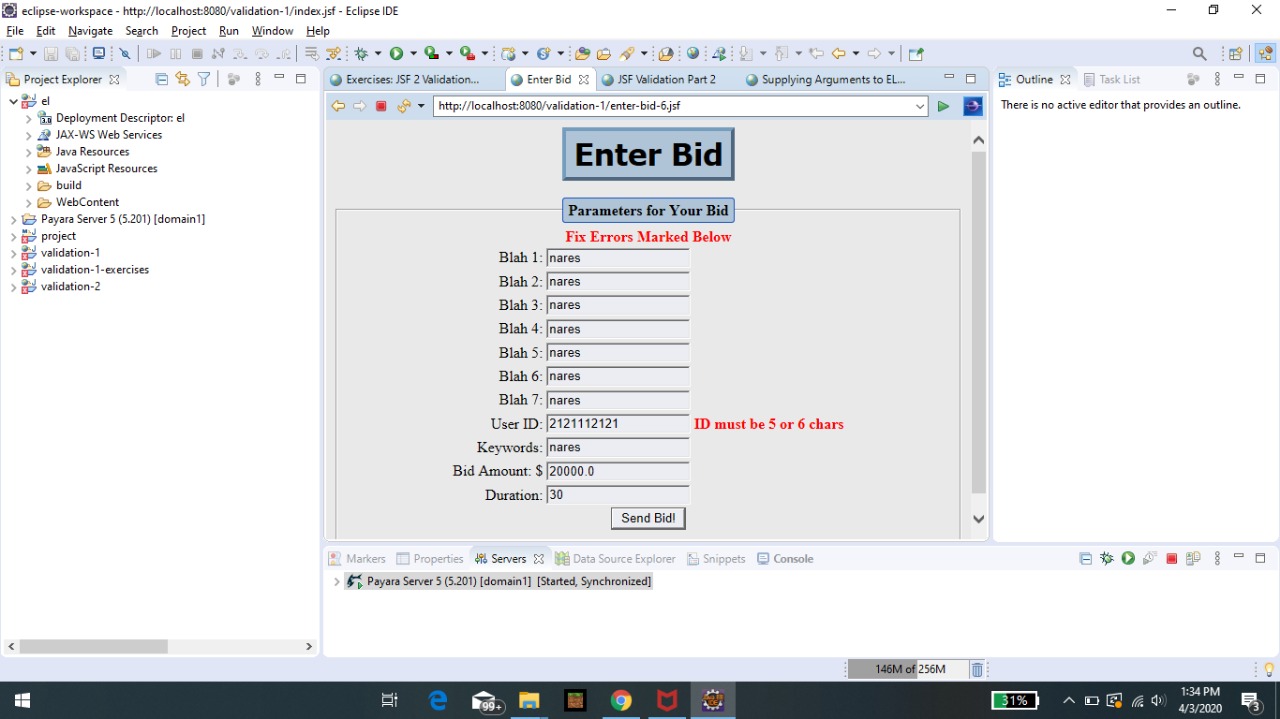 eclipse-workspace - http://localhost:8080/validation-1/index.jsf - Eclipse IDE
File Edit Navigate Search Project Run Window Help
Project Explorer
el
Deployment Descriptor: el
JAX-WS Web Services
Java Resources
JavaScript Resources
build
WebContent
Payara Server 5 (5.201) [domain1]
project
validation-1
validation-1-exercises
validation-2
Exercises: JSF 2 Validation... Enter Bid JSF Validation Part 2 Supplying Arguments to EL...
http://localhost:8080/validation-1/enter-bid-6.jsf
Enter Bid
Parameters for Your Bid
Fix Errors Marked Below
Blah 1: nares
Blah 2: nares
Blah 3: nares
Blah 4: nares
Blah 5: nares
Blah 6: nares
Blah 7: nares
User ID: 2121112121 ID must be 5 or 6 chars
Keywords: nares
Bid Amount: $ 20000.0
Duration: 30
Send Bid!
Outline Task List
There is no active editor that provides an outline.
Markers Properties Servers Data Source Explorer Snippets Console
Payara Server 5 (5.201) [domain1] [Started, Synchronized]
146M of 256M
99+
31%
1:34 PM
4/3/2020
3